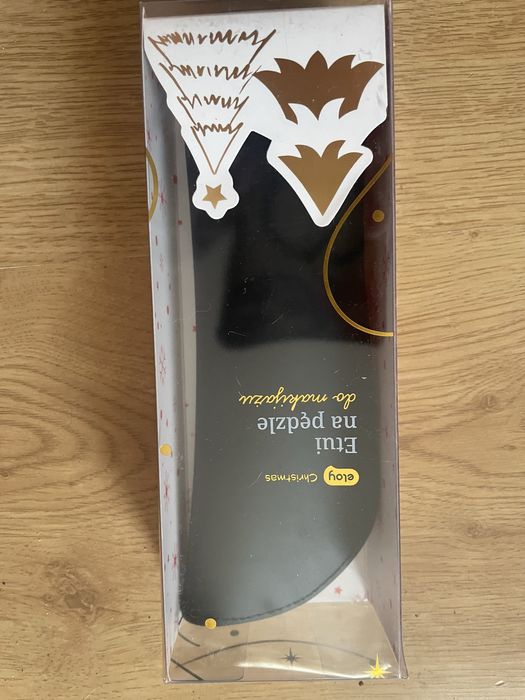 eloy Christmas
Etui
na pędzle
do makijażu